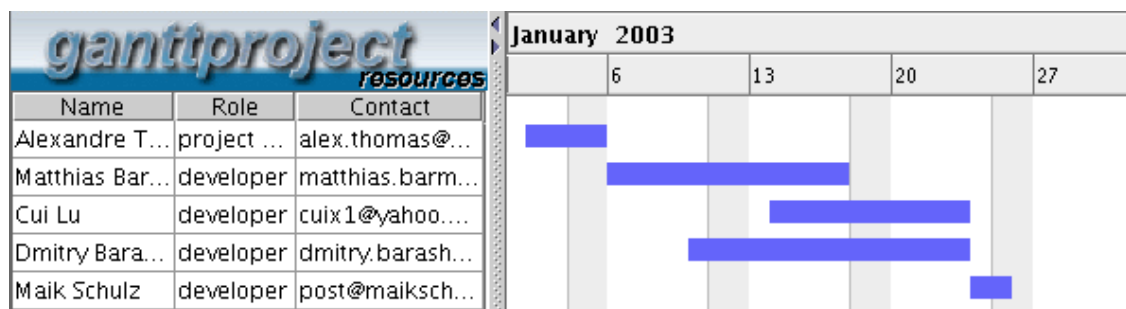 ganttproject
resources
January 2003
6 13 20 27
Name Role Contact
Alexandre T... project ... alex.thomas@...
Matthias Bar... developer matthias.barm...
Cui Lu developer cuix1@yahoo....
Dmitry Bara... developer dmitry.barash...
Maik Schulz developer post@maiksch...